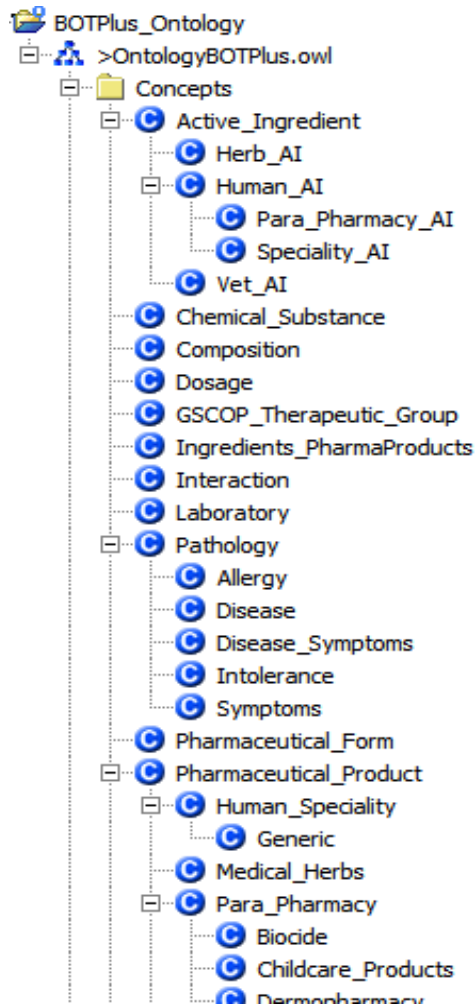 BOTPlus_Ontology
>OntologyBOTPlus.owl
Concepts
Active_Ingredient
Herb_AI
Human_AI
Para_Pharmacy_AI
Speciality_AI
Vet_AI
Chemical_Substance
Composition
Dosage
GSCOP_Therapeutic_Group
Ingredients_PharmaProducts
Interaction
Laboratory
Pathology
Allergy
Disease
Disease_Symptoms
Intolerance
Symptoms
Pharmaceutical_Form
Pharmaceutical_Product
Human_Speciality
Generic
Medical_Herbs
Para_Pharmacy
Biocide
Childcare_Products
Dermopharmacy